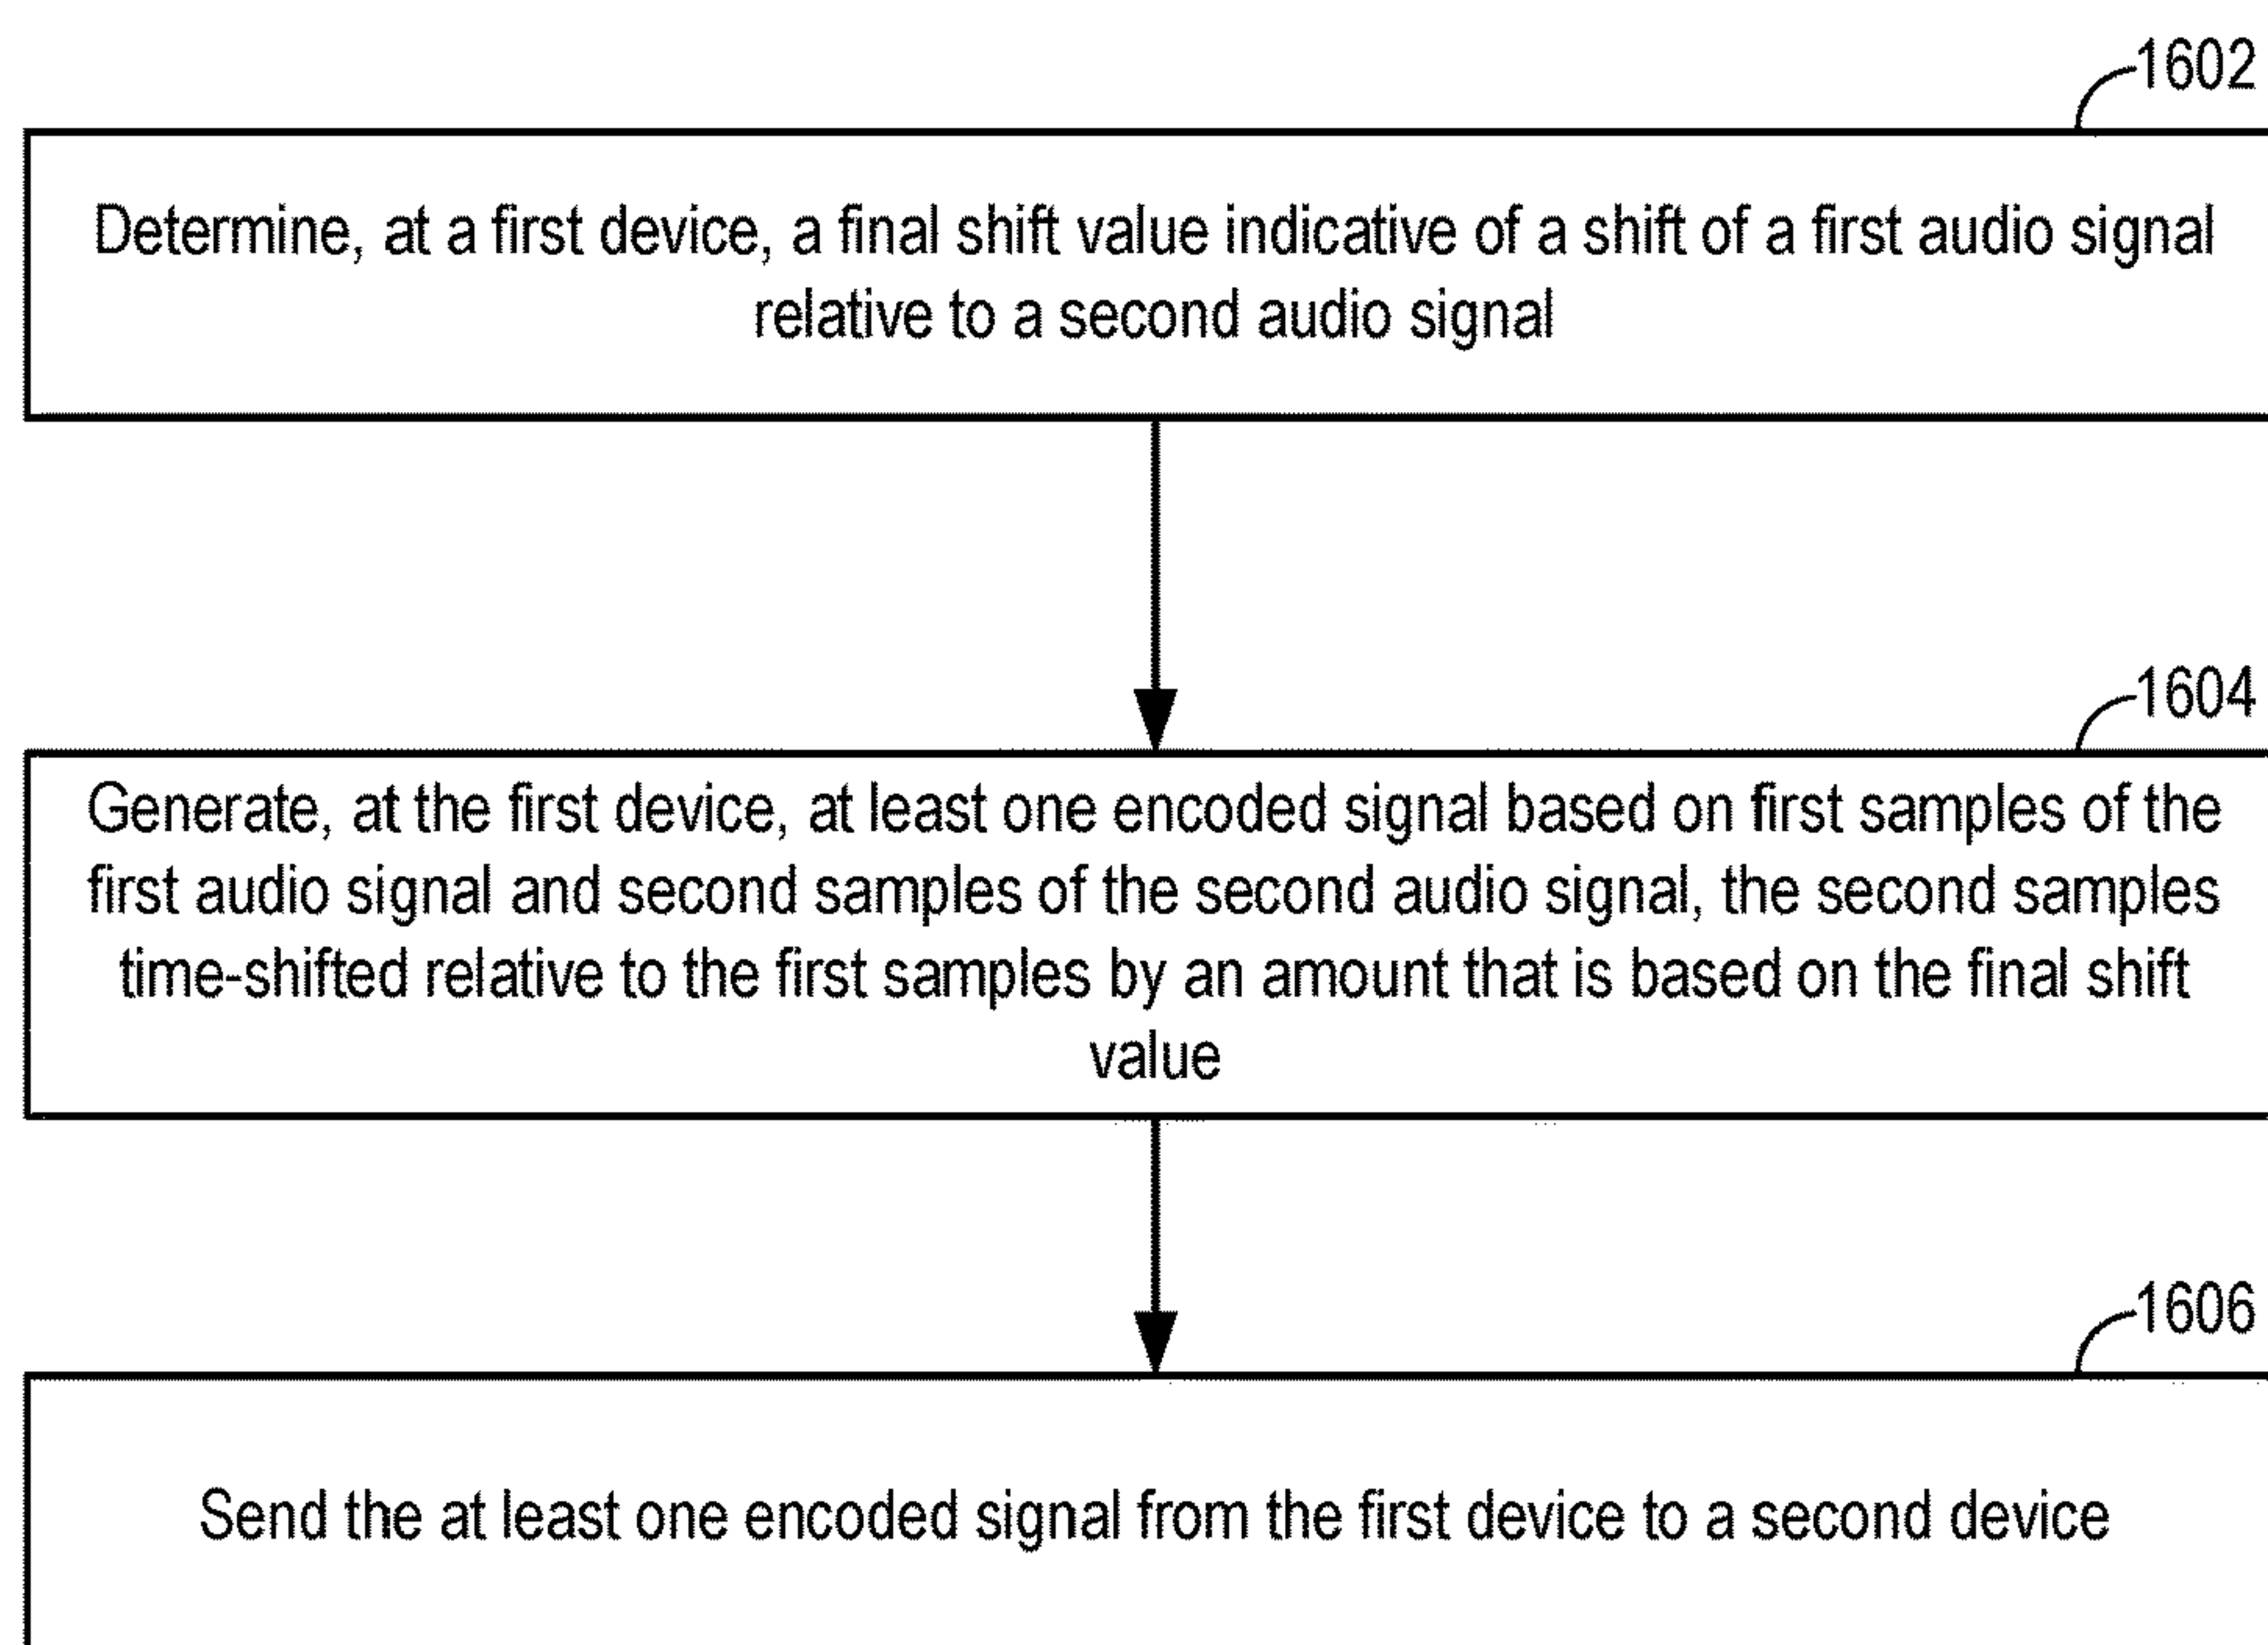 1602
Determine, at a first device, a final shift value indicative of a shift of a first audio signal
relative to a second audio signal
1604
Generate, at the first device, at least one encoded signal based on first samples of the
first audio signal and second samples of the second audio signal, the second samples
time-shifted relative to the first samples by an amount that is based on the final shift
value
1606
Send the at least one encoded signal from the first device to a second device